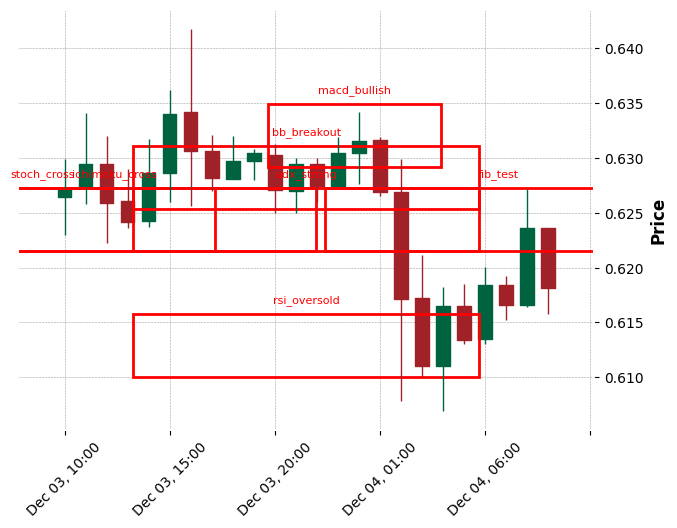 macd_bullish
bb_breakout
fib_test
rsi_oversold
0.640
0.635
0.630
0.625
0.620
0.615
0.610
Price
Dec 03, 10:00
Dec 03, 15:00
Dec 03, 20:00
Dec 04, 01:00
Dec 04, 06:00